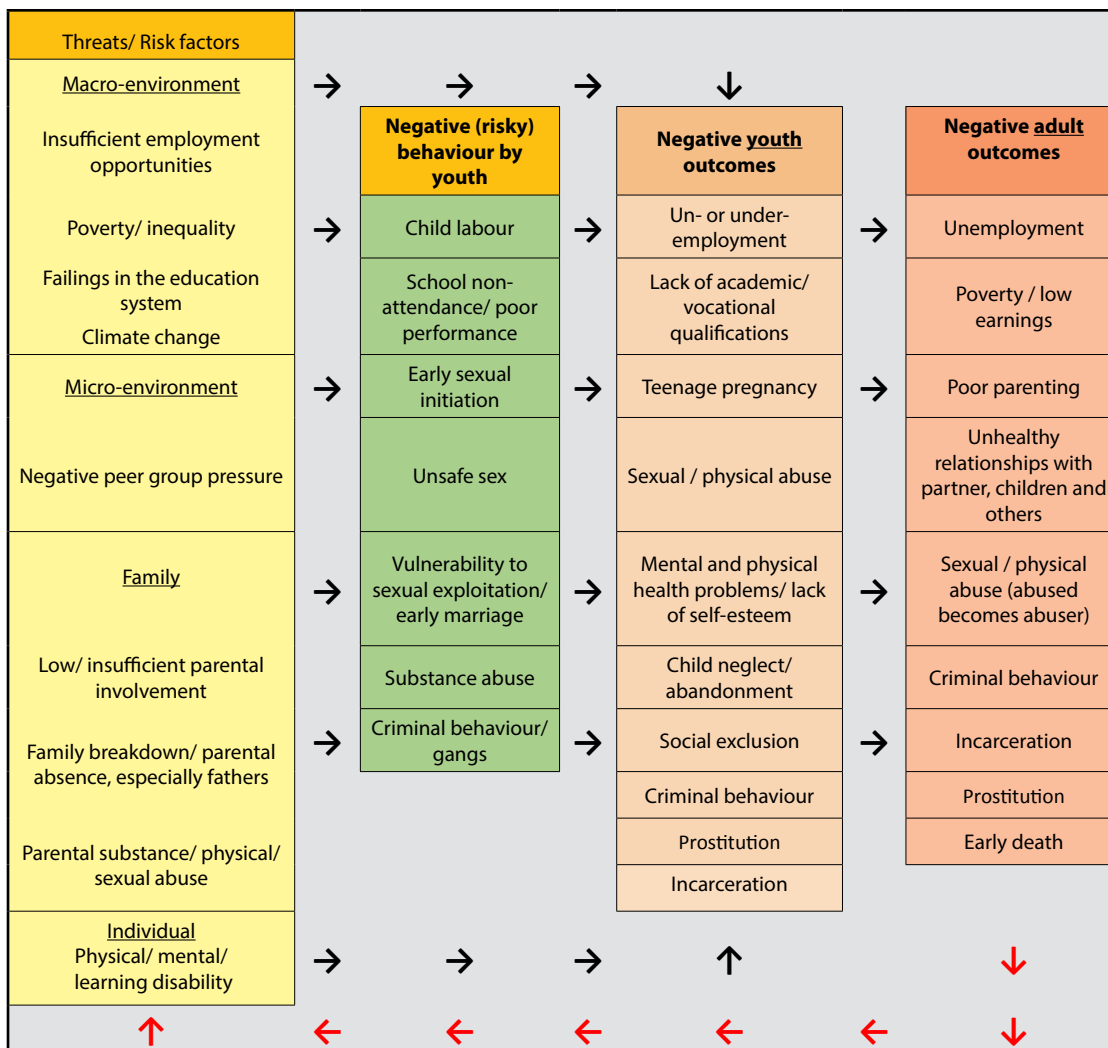 Threats/ Risk factors
Macro-environment
Insufficient employment
opportunities
Poverty/ inequality
Failings in the education
system
Climate change
Micro-environment
Negative peer group pressure
Family
Low/ insufficient parental
involvement
Family breakdown/ parental
absence, especially fathers
Parental substance/ physical/
sexual abuse
Individual
Physical/ mental/
learning disability
Negative (risky)
behaviour by
youth
Child labour
School non-
attendance/ poor
performance
Early sexual
initiation
Unsafe sex
Vulnerability to
sexual exploitation/
early marriage
Substance abuse
Criminal behaviour/
gangs
Negative youth
outcomes
Un- or under-
employment
Lack of academic/
vocational
qualifications
Teenage pregnancy
Sexual / physical abuse
Mental and physical
health problems/ lack
of self-esteem
Child neglect/
abandonment
Social exclusion
Criminal behaviour
Prostitution
Incarceration
Negative adult
outcomes
Unemployment
Poverty / low
earnings
Poor parenting
Unhealthy
relationships with
partner, children and
others
Sexual / physical
abuse (abused
becomes abuser)
Criminal behaviour
Incarceration
Prostitution
Early death